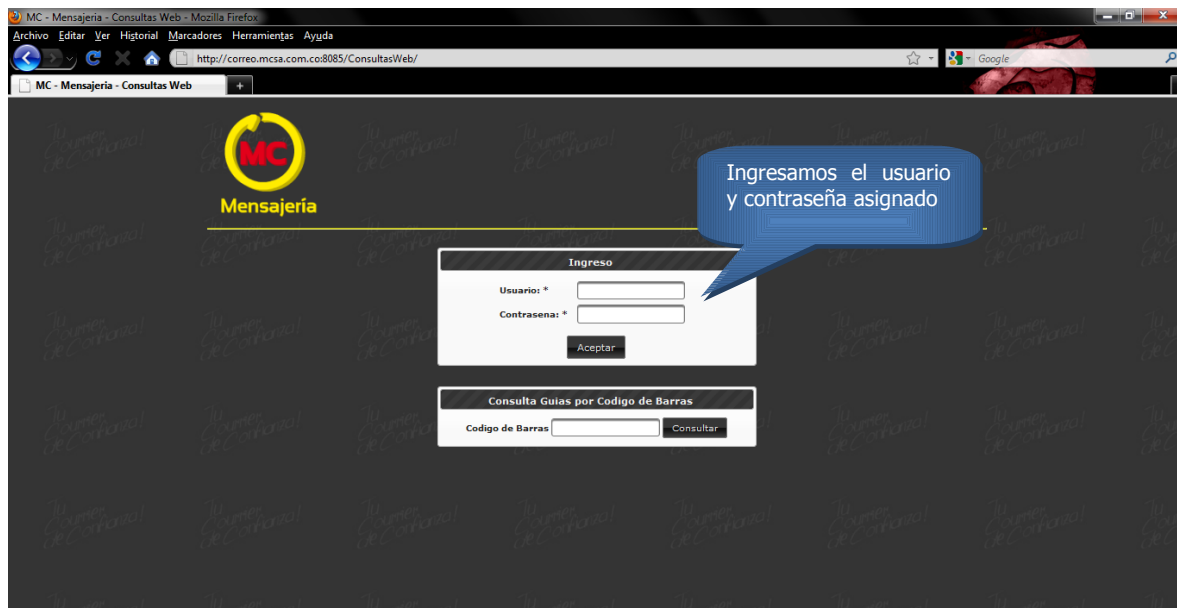 MC - Mensajeria - Consultas Web - Mozilla Firefox
Archivo Editar Ver Historial Marcadores Herramientas Ayuda
http://correo.mcsa.com.co:8085/ConsultasWeb/
Google
MC - Mensajeria - Consultas Web
MC
Mensajería
Ingresamos el usuario
y contraseña asignado
Ingreso
Usuario: *
Contrasena: *
Aceptar
Consulta Guias por Codigo de Barras
Codigo de Barras
Consultar